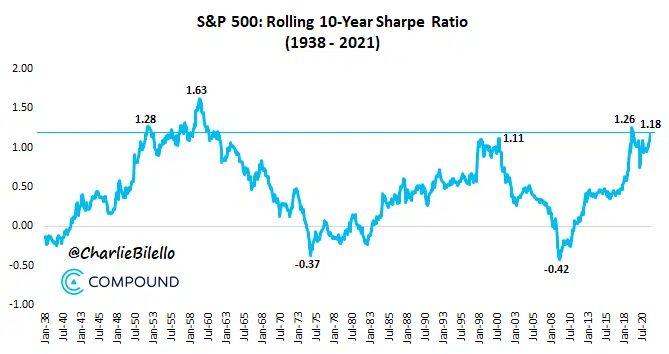 S&P 500: Rolling 10-Year Sharpe Ratio
(1938 - 2021)
2.00
1.50
1.00
0.50
0.00
-0.50
-1.00
1.28
1.63
1.11
1.26
1.18
-0.37
-0.42
@CharlieBilello
COMPOUND
Jan-38
Jul-40
Jan-43
Jul-45
Jan-48
Jul-50
Jan-53
Jul-55
Jan-58
Jul-60
Jan-63
Jul-65
Jan-68
Jul-70
Jan-73
Jul-75
Jan-78
Jul-80
Jan-83
Jul-85
Jan-88
Jul-90
Jan-93
Jul-95
Jan-98
Jul-00
Jan-03
Jul-05
Jan-08
Jul-10
Jan-13
Jul-15
Jan-18
Jul-20